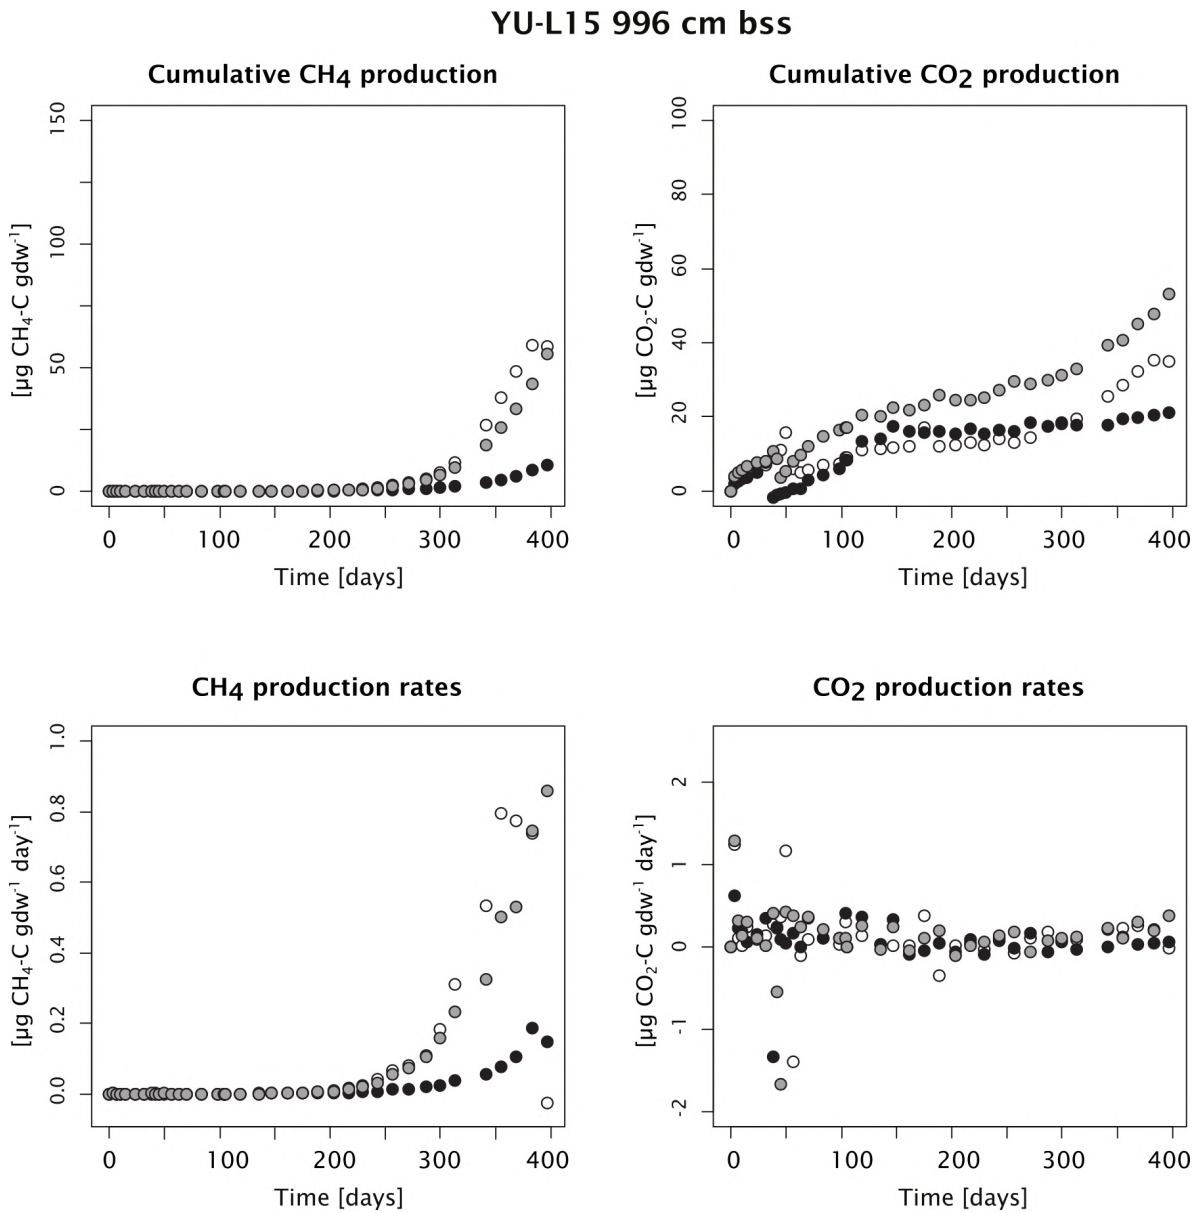 YU-L15 996 cm bss
Cumulative CH4 production
[µg CH4-C gdw-1]
150
100
50
0
0 100 200 300 400
Time [days]
Cumulative CO2 production
[µg CO2-C gdw-1]
100
80
60
40
20
0
0 100 200 300 400
Time [days]
CH4 production rates
[µg CH4-C gdw-1 day-1]
1.0
0.8
0.6
0.4
0.2
0.0
0 100 200 300 400
Time [days]
CO2 production rates
[µg CO2-C gdw-1 day-1]
2
1
0
-1
-2
0 100 200 300 400
Time [days]